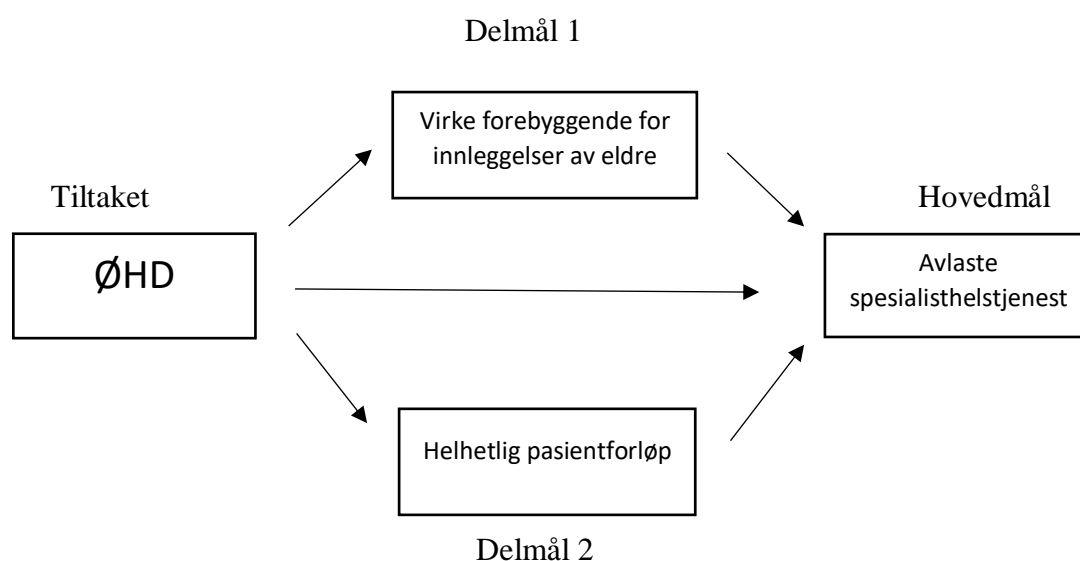 Delmål 1
Virke forebyggende for
innleggelser av eldre
Tiltaket
Hovedmål
ØHD
Avlaste
spesialisthelstjenest
Helhetlig pasientforløp
Delmål 2